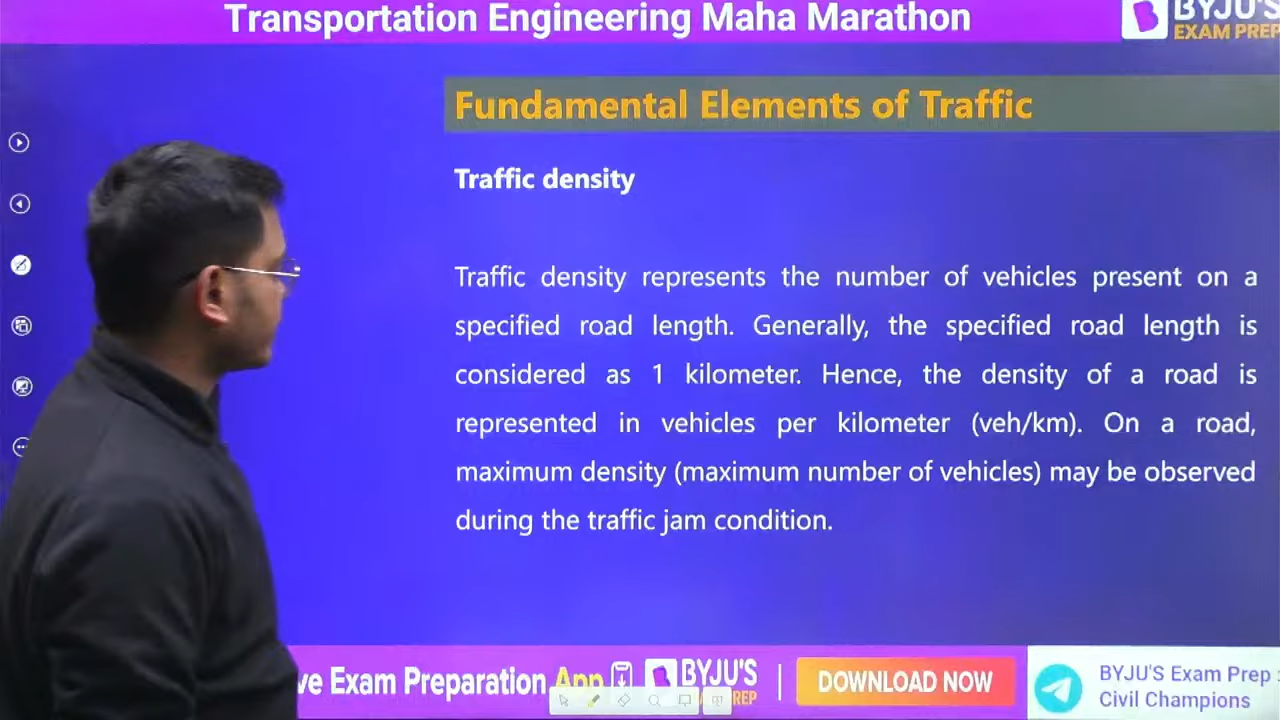 Transportation Engineering Maha Marathon
BYJU'S
EXAM PREP
Fundamental Elements of Traffic
Traffic density
Traffic density represents the number of vehicles present on a
specified road length. Generally, the specified road length is
considered as 1 kilometer. Hence, the density of a road is
represented in vehicles per kilometer (veh/km). On a road,
maximum density (maximum number of vehicles) may be observed
during the traffic jam condition.
ve Exam Preparation App
BYJU'S
DOWNLOAD NOW
BYJU'S Exam Prep :
Civil Champions